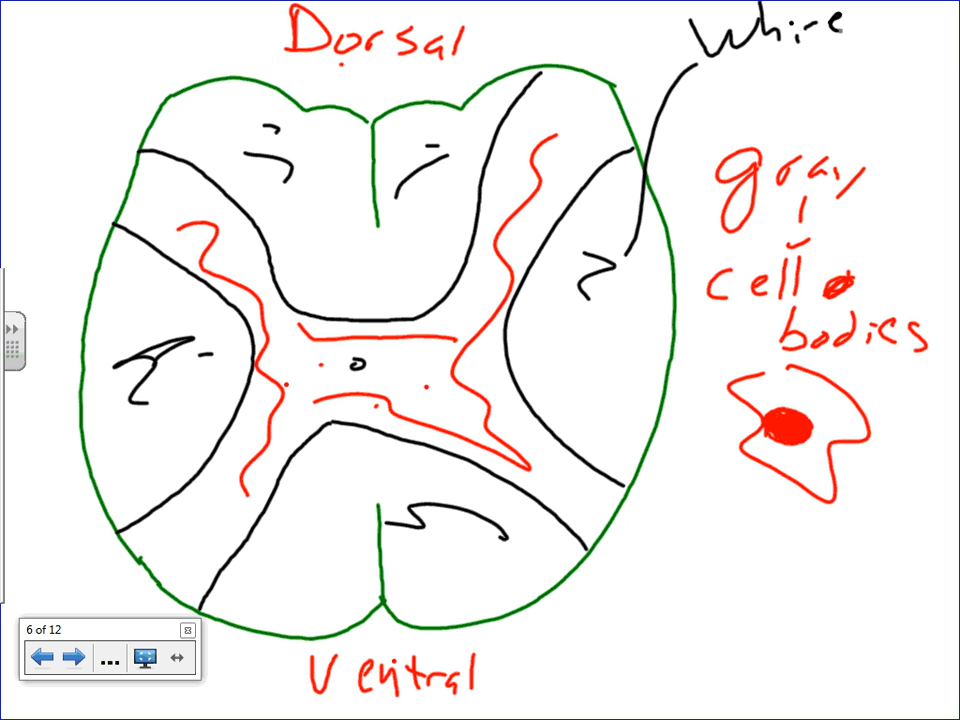 Dorsal
White
gray
cell
bodies
6 of 12
...
Ventral